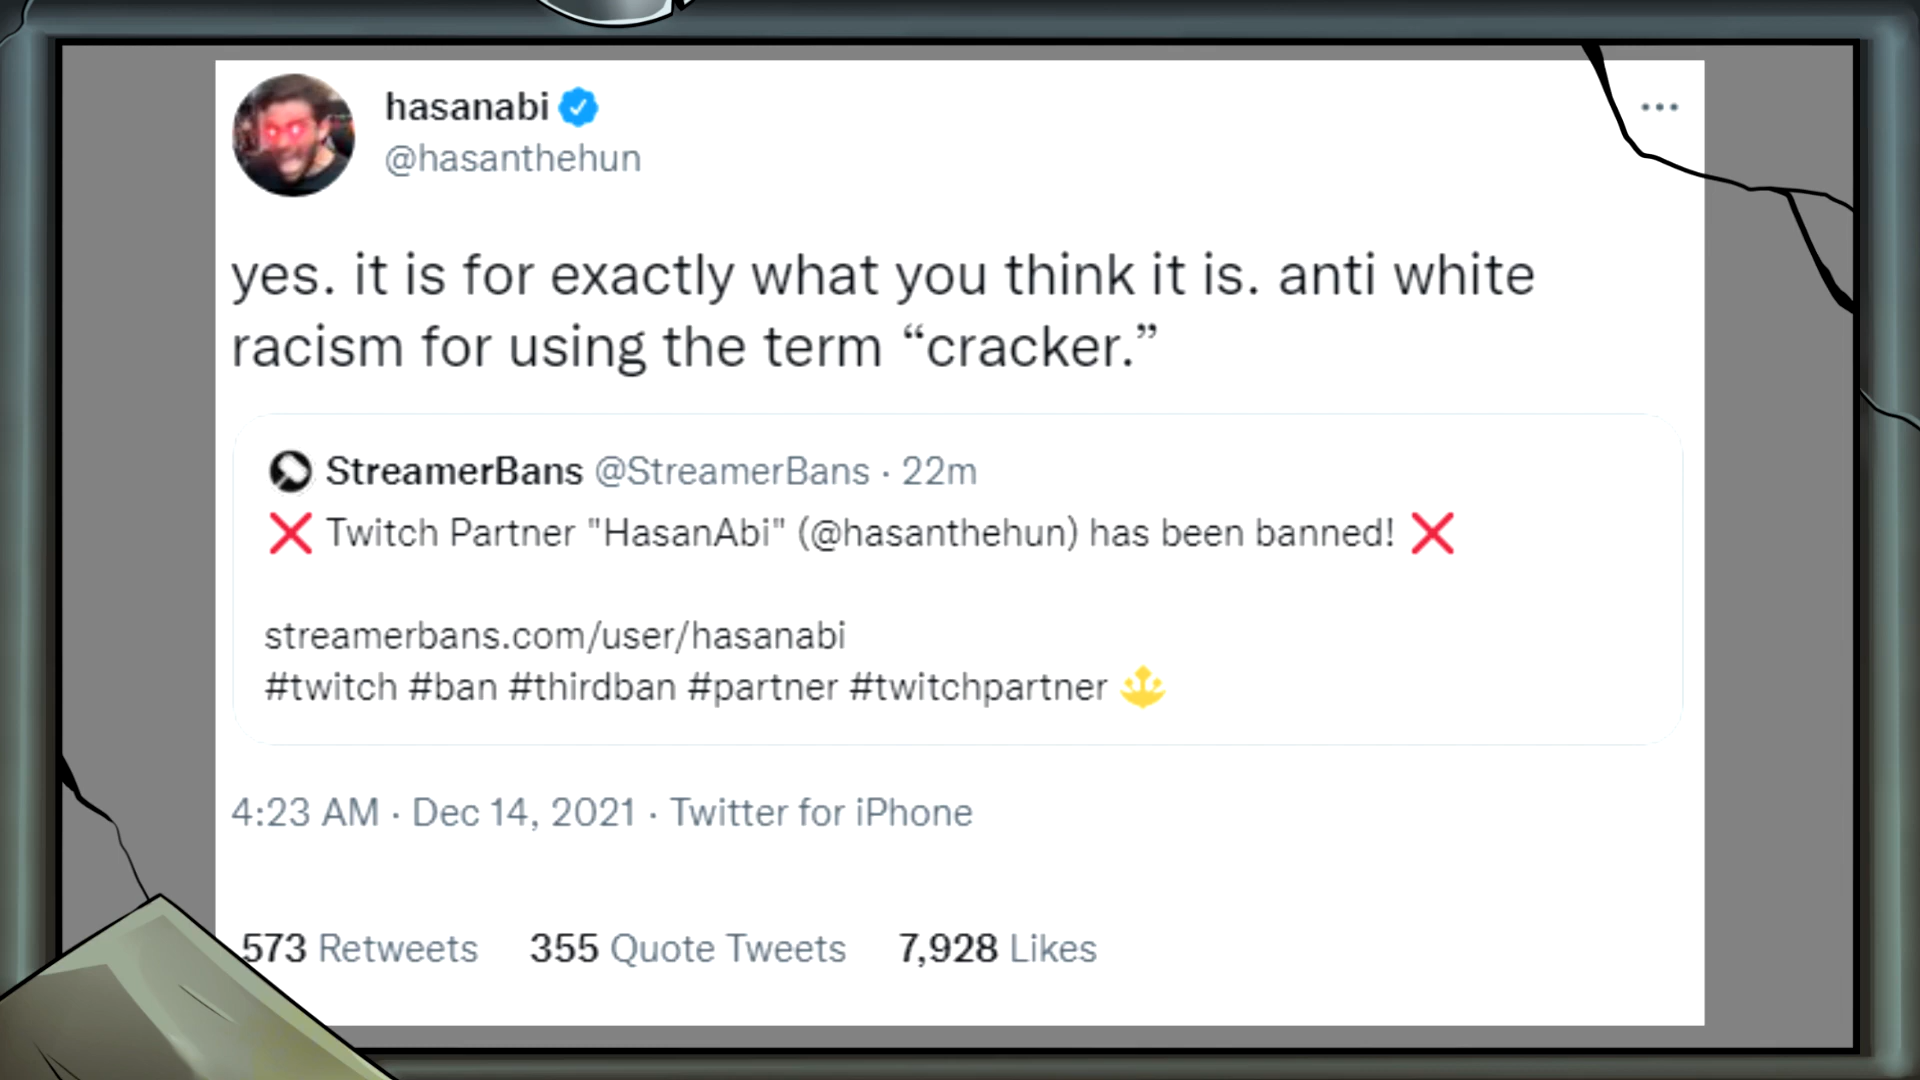 hasanabi
@hasanthehun
yes. it is for exactly what you think it is. anti white
racism for using the term “cracker.”
StreamerBans @StreamerBans · 22m
❌ Twitch Partner "HasanAbi" (@hasanthehun) has been banned! ❌
streamerbans.com/user/hasanabi
#twitch #ban #thirdban #partner #twitchpartner
4:23 AM · Dec 14, 2021 · Twitter for iPhone
573 Retweets 355 Quote Tweets 7,928 Likes